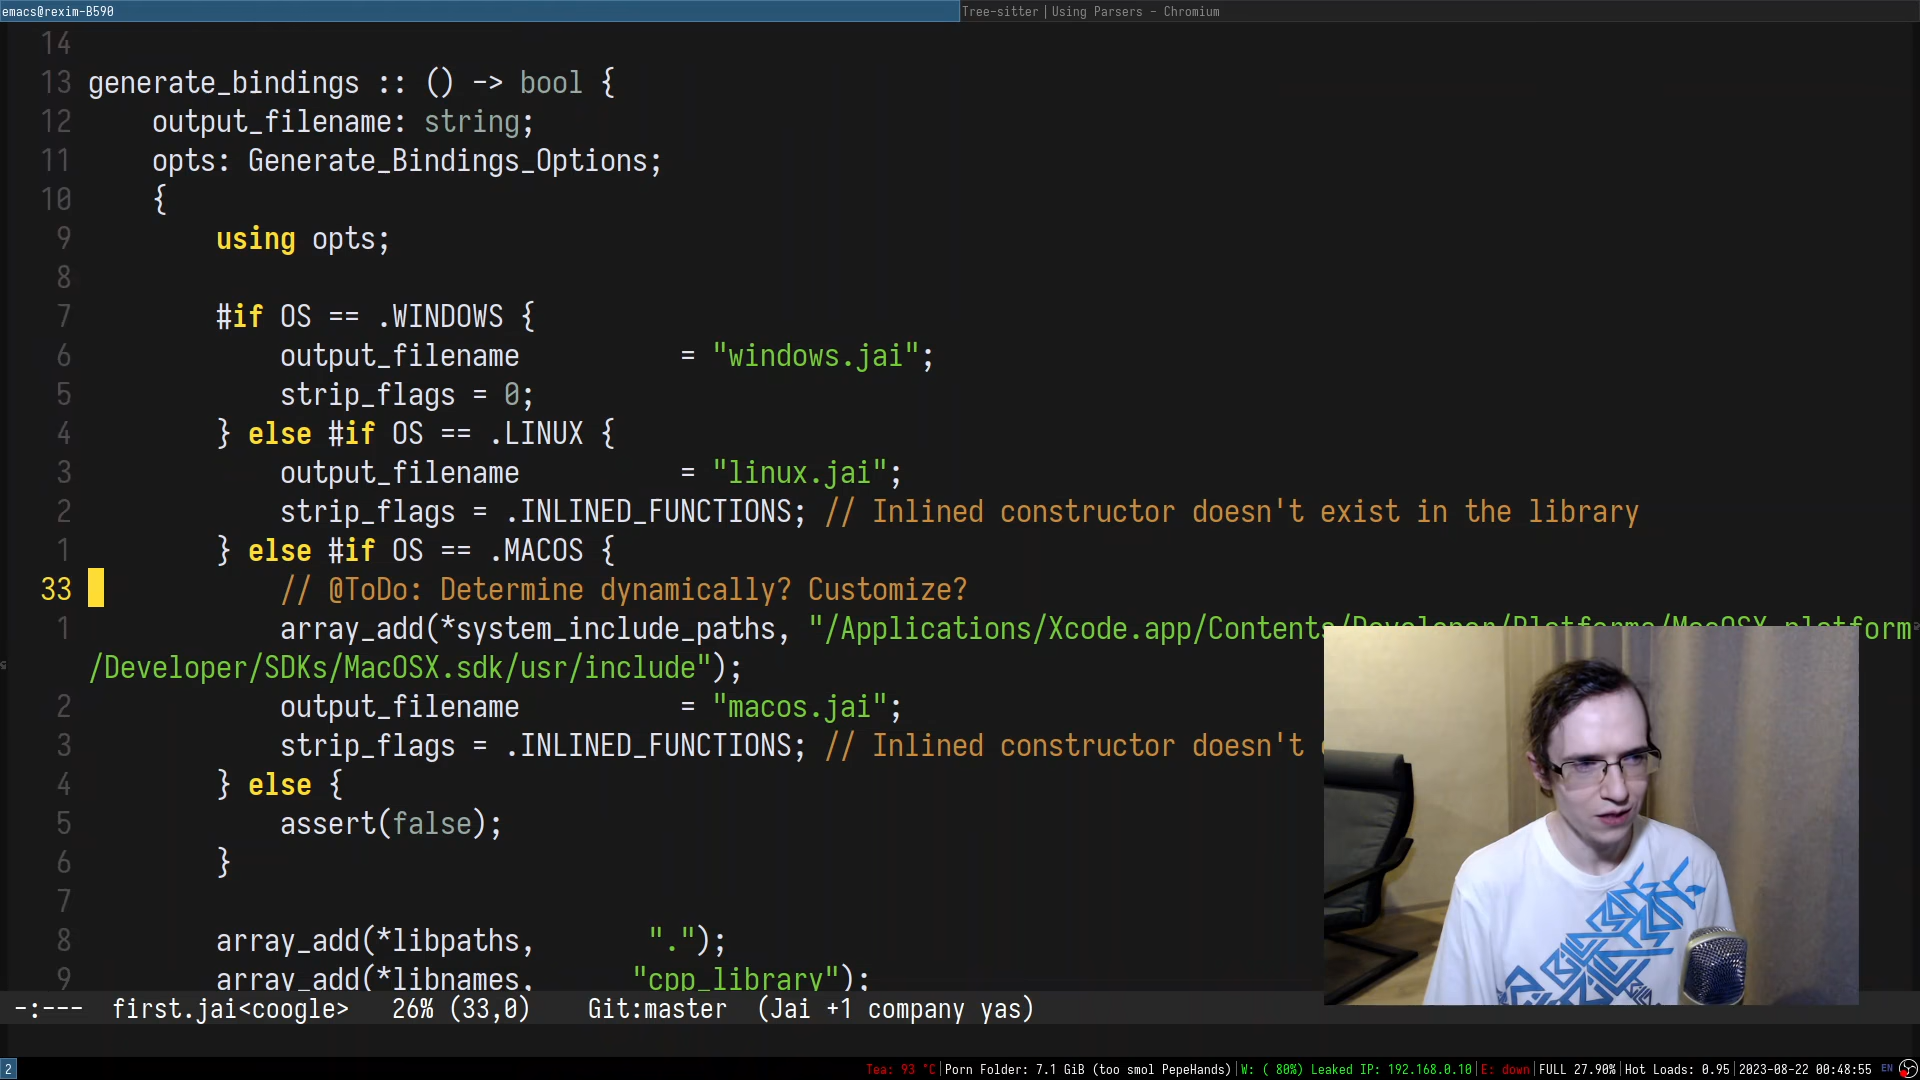 emacs@rexim-B590
Tree-sitter|Using Parsers - Chromium
14
13 generate_bindings :: () -> bool {
12     output_filename: string;
11     opts: Generate_Bindings_Options;
10     {
9         using opts;
8
7         #if OS == .WINDOWS {
6             output_filename          = "windows.jai";
5             strip_flags = 0;
4         } else #if OS == .LINUX {
3             output_filename          = "linux.jai";
2             strip_flags = .INLINED_FUNCTIONS; // Inlined constructor doesn't exist in the library
1         } else #if OS == .MACOS {
33             // @ToDo: Determine dynamically? Customize?
1             array_add(*system_include_paths, "/Applications/Xcode.app/Contents/Developer/Platforms/MacOSX.platform
/Developer/SDKs/MacOSX.sdk/usr/include");
2             output_filename          = "macos.jai";
3             strip_flags = .INLINED_FUNCTIONS; // Inlined constructor doesn't
4         } else {
5             assert(false);
6         }
7
8         array_add(*libpaths,       ".");
9         array_add(*libnames,      "cpp_library");
-:---  first.jai<coogle>   26% (33,0)    Git:master  (Jai +1 company yas)
2
Tea: 93 °C|Porn Folder: 7.1 GiB (too smol PepeHands)|W: ( 80%) Leaked IP: 192.168.0.10|E: down|FULL 27.90%|Hot Loads: 0.95|2023-08-22 00:48:55 EN